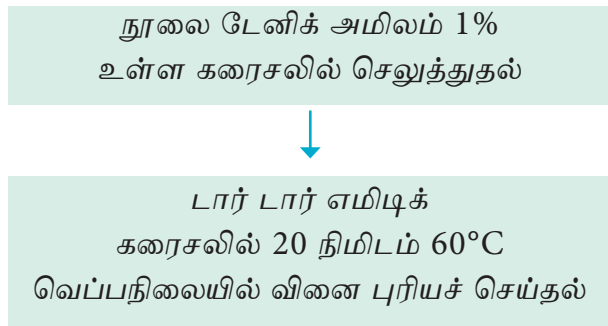 நூலை டேனிக் அமிலம் 1%
உள்ள கரைசலில் செலுத்துதல்
டார் டார் எமிடிக்
கரைசலில் 20 நிமிடம் 60°C
வெப்பநிலையில் வினை புரியச் செய்தல்